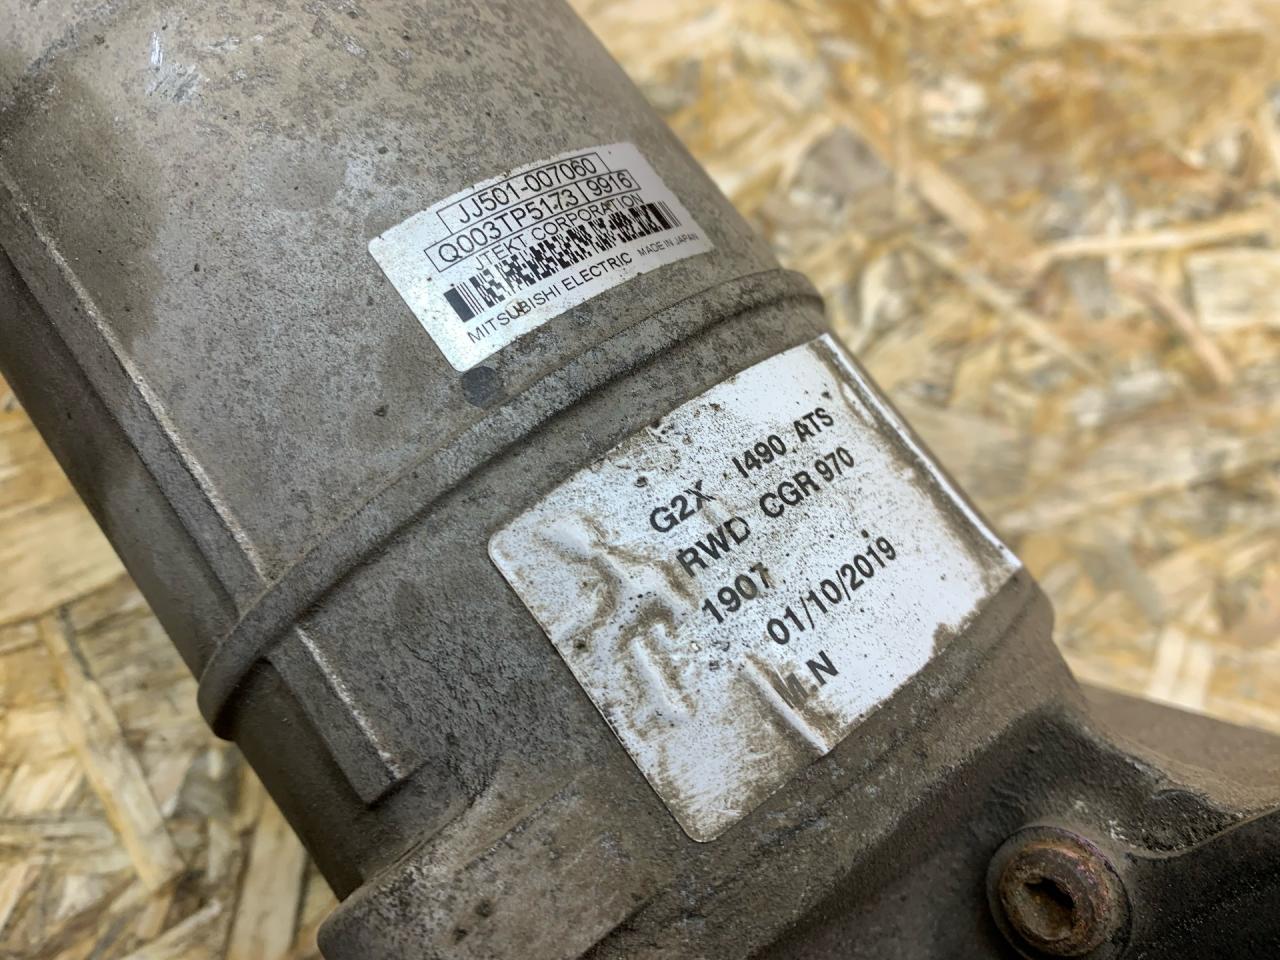 JJ501-007060
Q003TP5173 9916
JTEKT CORPORATION
MITSUBISHI ELECTRIC MADE IN JAPAN
G2X I490 ATS
RWD CGR 970
1907
01/10/2019
N